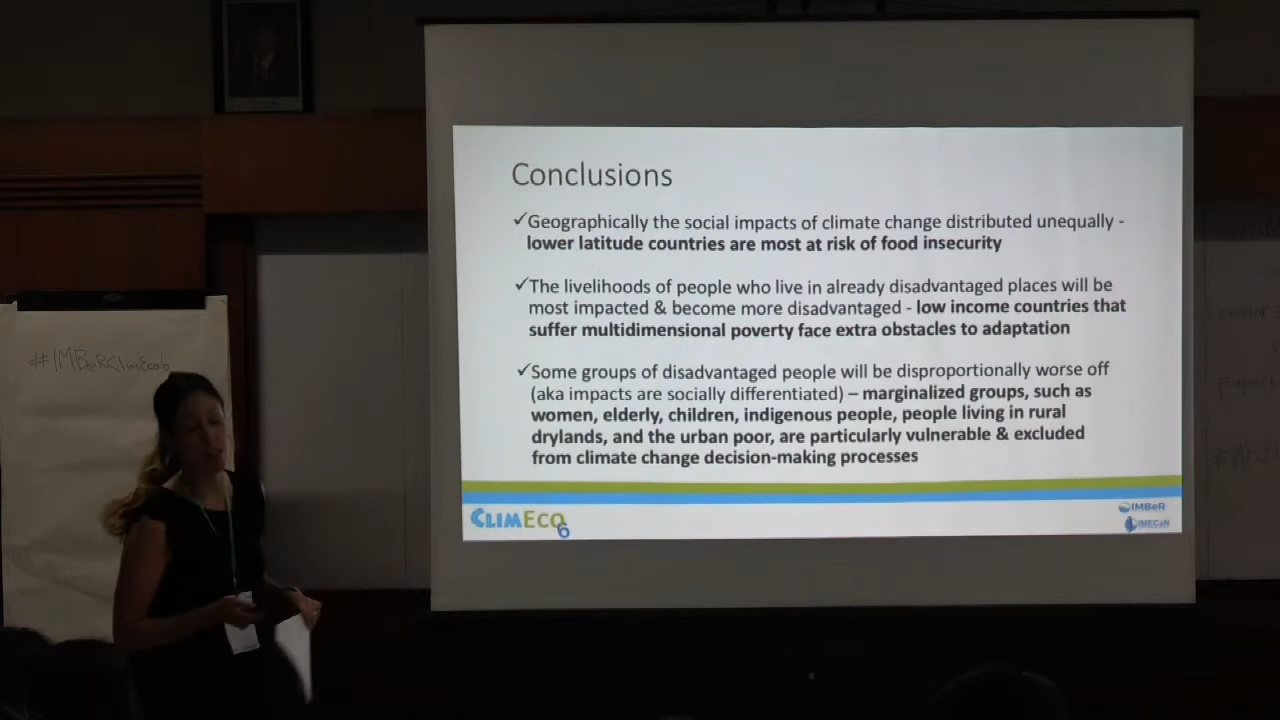 Conclusions
✓Geographically the social impacts of climate change distributed unequally -
lower latitude countries are most at risk of food insecurity
✓The livelihoods of people who live in already disadvantaged places will be
most impacted & become more disadvantaged - low income countries that
suffer multidimensional poverty face extra obstacles to adaptation
✓Some groups of disadvantaged people will be disproportionally worse off
(aka impacts are socially differentiated) – marginalized groups, such as
women, elderly, children, indigenous people, people living in rural
drylands, and the urban poor, are particularly vulnerable & excluded
from climate change decision-making processes
CLIMECO
6
IMBeR
IMECaN
#IMBeRClimEco6